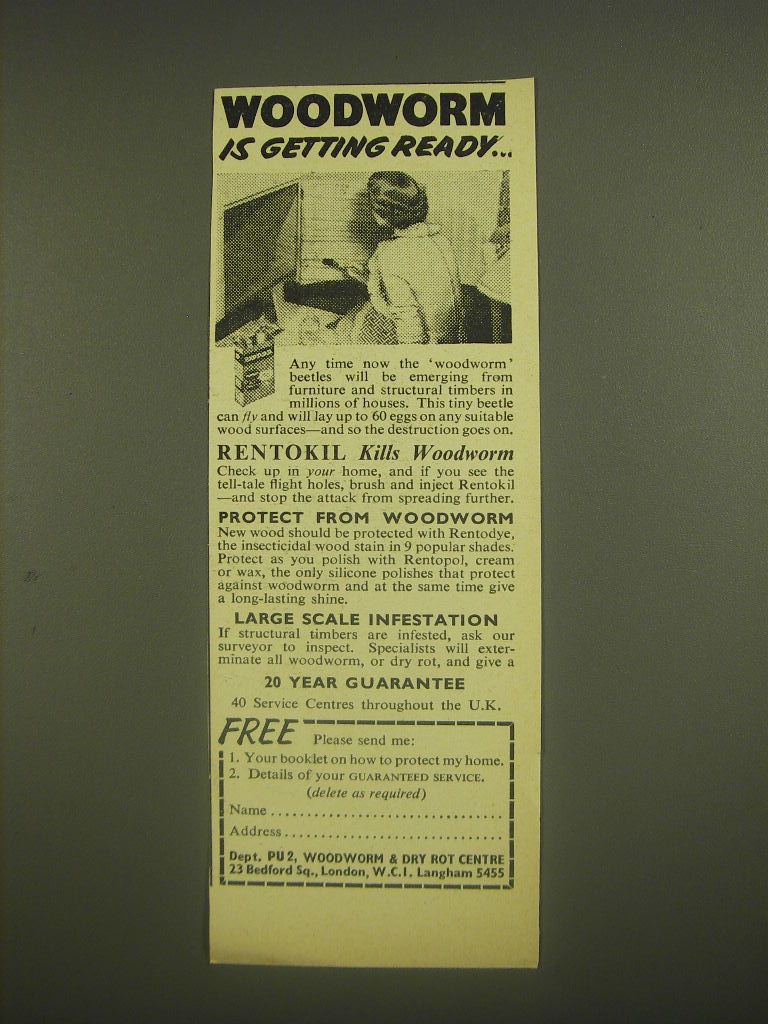 WOODWORM
IS GETTING READY...
Any time now the 'woodworm'
beetles will be emerging from
furniture and structural timbers in
millions of houses. This tiny beetle
can fly and will lay up to 60 eggs on any suitable
wood surfaces—and so the destruction goes on.
RENTOKIL Kills Woodworm
Check up in your home, and if you see the
tell-tale flight holes, brush and inject Rentokil
—and stop the attack from spreading further.
PROTECT FROM WOODWORM
New wood should be protected with Rentodye,
the insecticidal wood stain in 9 popular shades.
Protect as you polish with Rentopol, cream
or wax, the only silicone polishes that protect
against woodworm and at the same time give
a long-lasting shine.
LARGE SCALE INFESTATION
If structural timbers are infested, ask our
surveyor to inspect. Specialists will exter-
minate all woodworm, or dry rot, and give a
20 YEAR GUARANTEE
40 Service Centres throughout the U.K.
FREE Please send me:
1. Your booklet on how to protect my home.
2. Details of your GUARANTEED SERVICE.
(delete as required)
Name ..............................
Address ..............................
Dept. PU2, WOODWORM & DRY ROT CENTRE
23 Bedford Sq., London, W.C.1. Langham 5455